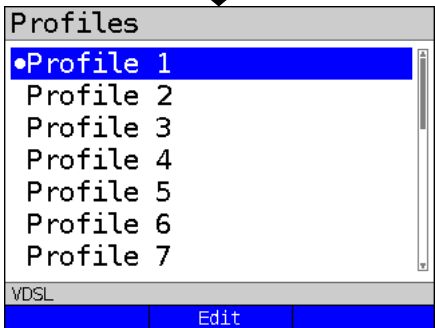 Profiles
•Profile 1
Profile 2
Profile 3
Profile 4
Profile 5
Profile 6
Profile 7
VDSL
Edit